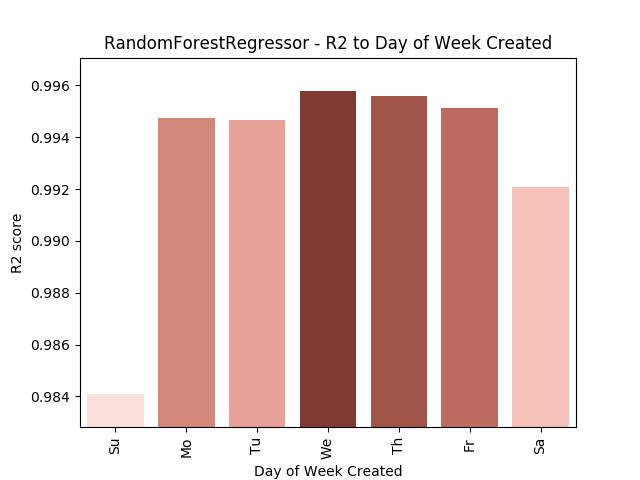 RandomForestRegressor - R2 to Day of Week Created
0.996
0.994
0.992
0.990
0.988
0.986
0.984
R2 score
Su
Mo
Tu
We
Th
Fr
Sa
Day of Week Created